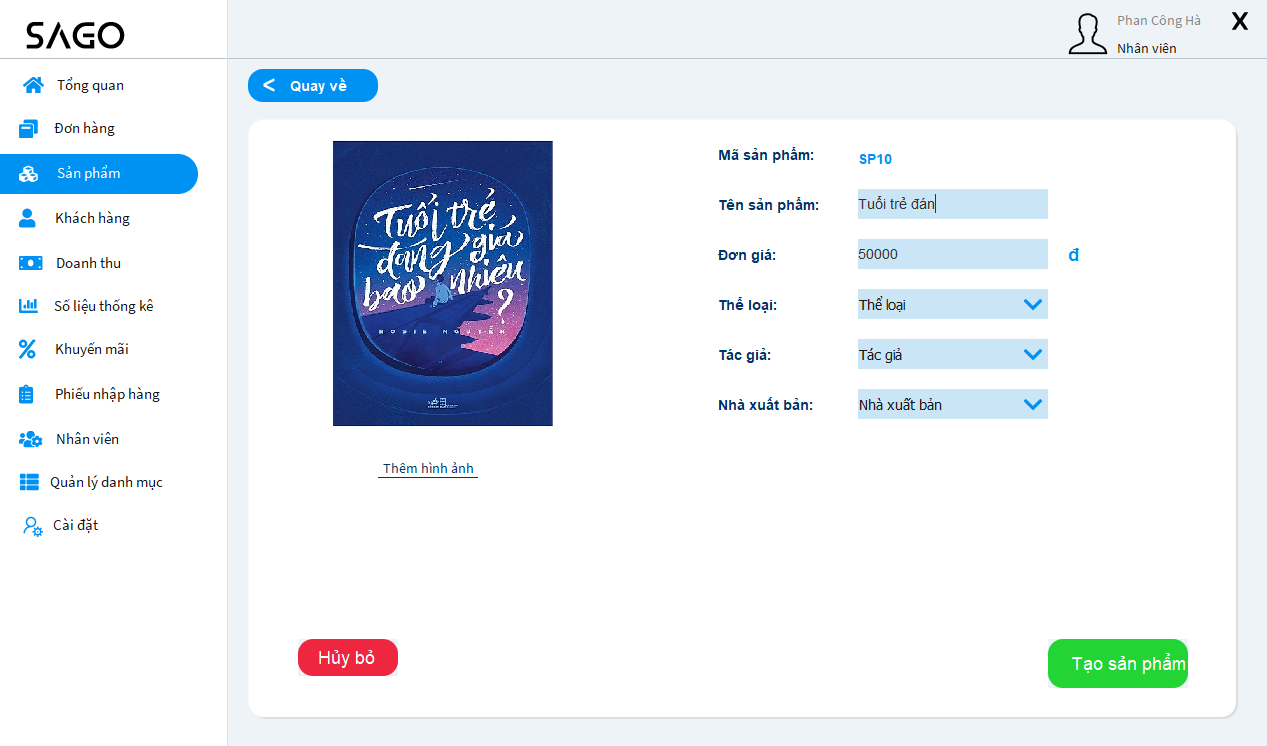 SAGO
Phan Công Hà
X
Nhân viên
Tổng quan
Đơn hàng
Sản phẩm
Khách hàng
Doanh thu
Số liệu thống kê
Khuyến mãi
Phiếu nhập hàng
Nhân viên
Quản lý danh mục
Cài đặt
< Quay về
Tuổi trẻ
đáng giá
bao nhiêu
?
ROSIE NGUYỄN
Thêm hình ảnh
Mã sản phẩm: SP10
Tên sản phẩm: Tuổi trẻ đán
Đơn giá: 50000 đ
Thể loại: Thể loại
Tác giả: Tác giả
Nhà xuất bản: Nhà xuất bản
Hủy bỏ
Tạo sản phẩm